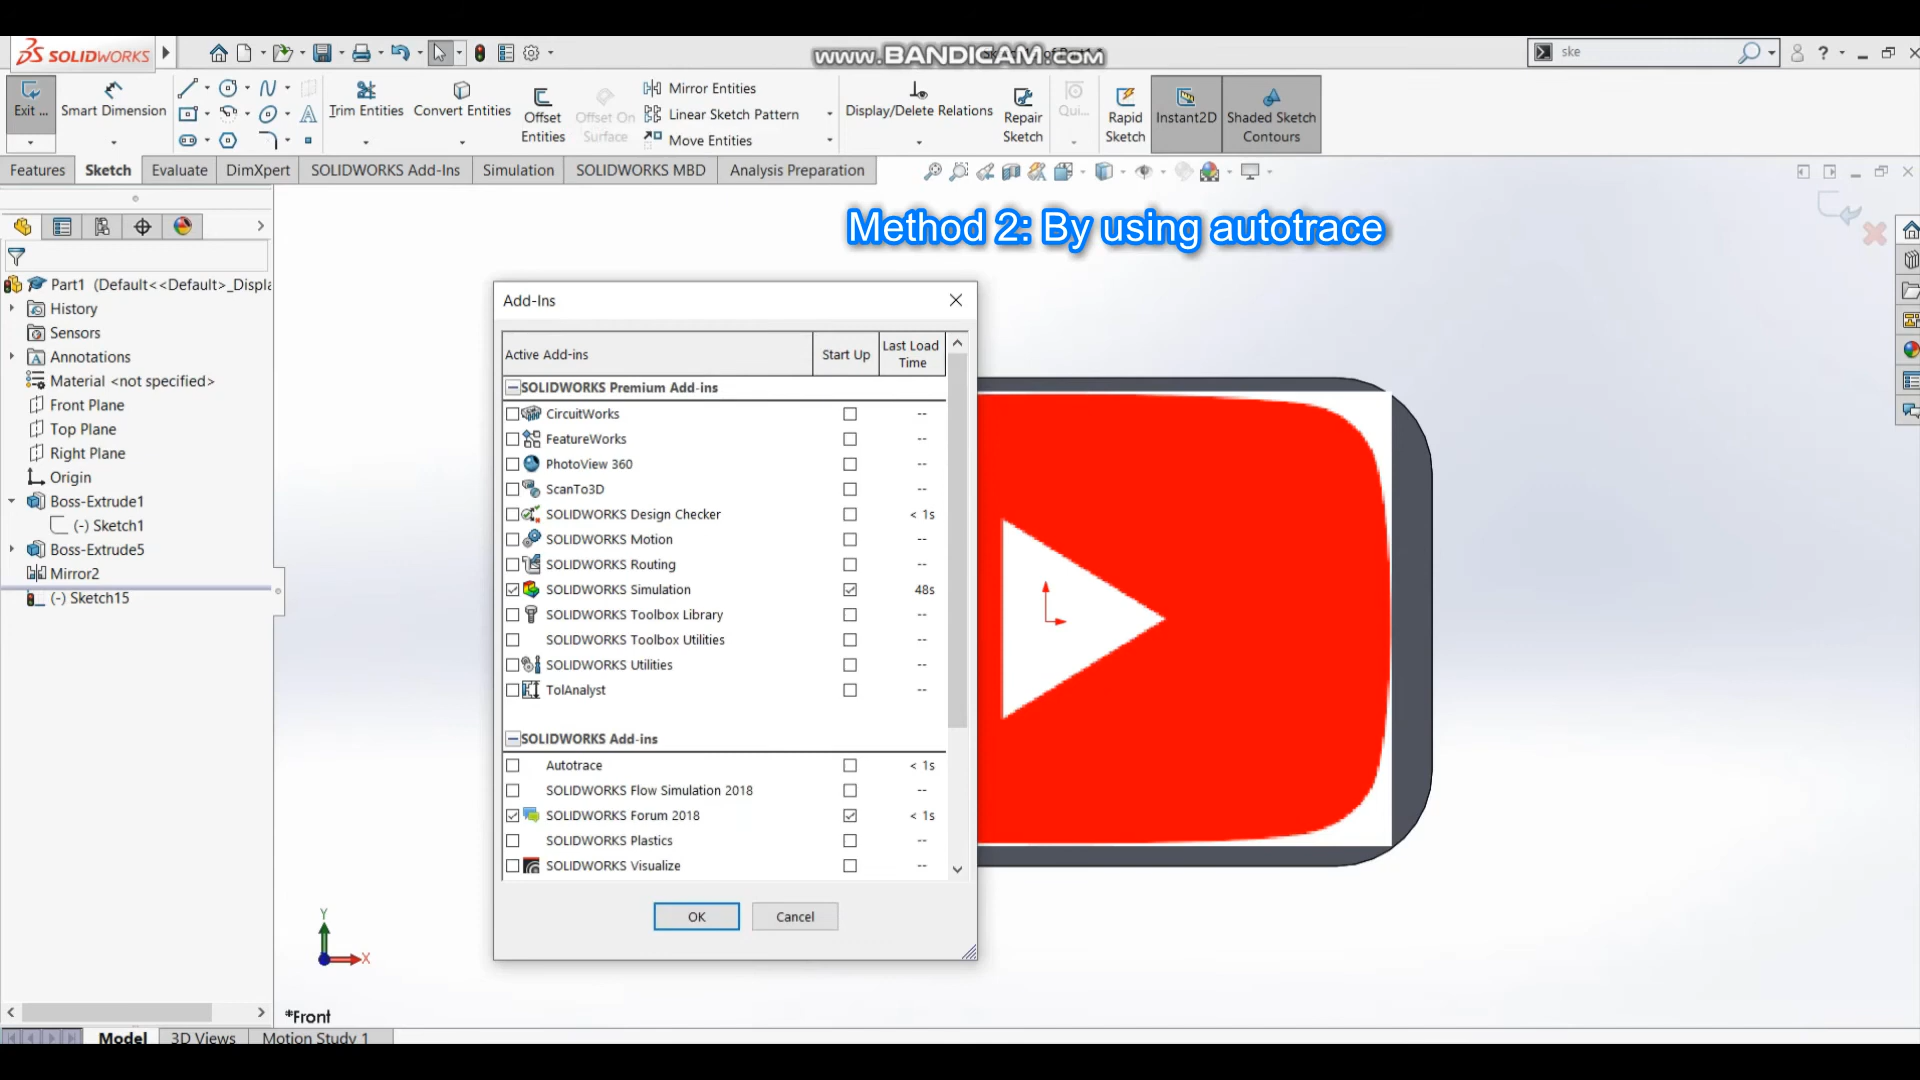 SOLIDWORKS
www.BANDICAM.com
ske
Exit ...
Smart Dimension
Trim Entities
Convert Entities
Offset Entities
Offset On Surface
Mirror Entities
Linear Sketch Pattern
Move Entities
Display/Delete Relations
Repair Sketch
Qui...
Rapid Sketch
Instant2D
Shaded Sketch Contours
Features
Sketch
Evaluate
DimXpert
SOLIDWORKS Add-Ins
Simulation
SOLIDWORKS MBD
Analysis Preparation
Method 2: By using autotrace
Part1 (Default<<Default>_Displa
History
Sensors
Annotations
Material <not specified>
Front Plane
Top Plane
Right Plane
Origin
Boss-Extrude1
(-) Sketch1
Boss-Extrude5
Mirror2
(-) Sketch15
Add-Ins
Active Add-ins
Start Up
Last Load Time
SOLIDWORKS Premium Add-ins
CircuitWorks --
FeatureWorks --
PhotoView 360 --
ScanTo3D --
SOLIDWORKS Design Checker < 1s
SOLIDWORKS Motion --
SOLIDWORKS Routing --
SOLIDWORKS Simulation 48s
SOLIDWORKS Toolbox Library --
SOLIDWORKS Toolbox Utilities --
SOLIDWORKS Utilities --
TolAnalyst --
SOLIDWORKS Add-ins
Autotrace < 1s
SOLIDWORKS Flow Simulation 2018 --
SOLIDWORKS Forum 2018 < 1s
SOLIDWORKS Plastics --
SOLIDWORKS Visualize --
OK
Cancel
Y
X
*Front
Model
3D Views
Motion Study 1